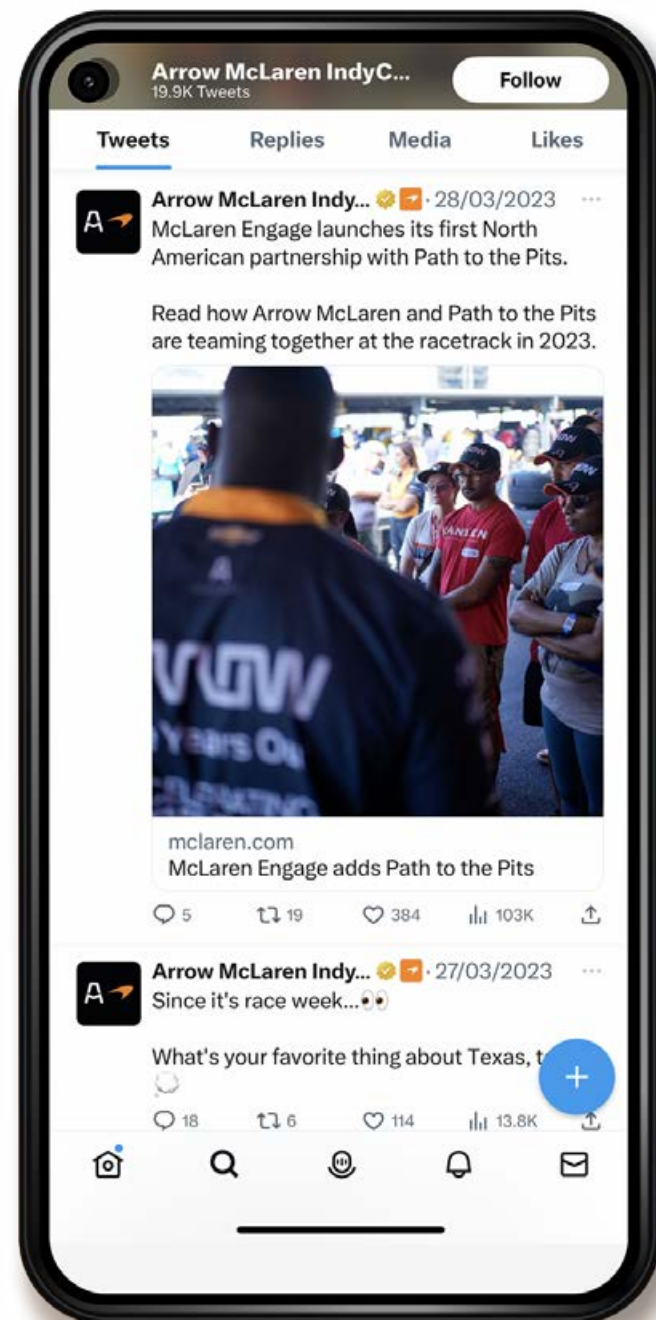 Arrow McLaren IndyC...
19.9K Tweets
Follow
Tweets Replies Media Likes
Arrow McLaren Indy... · 28/03/2023 ...
McLaren Engage launches its first North
American partnership with Path to the Pits.
Read how Arrow McLaren and Path to the Pits
are teaming together at the racetrack in 2023.
Years
mclaren.com
McLaren Engage adds Path to the Pits
5 19 384 103K
Arrow McLaren Indy... · 27/03/2023 ...
Since it's race week...👀
What's your favorite thing about Texas, t
18 6 114 13.8K